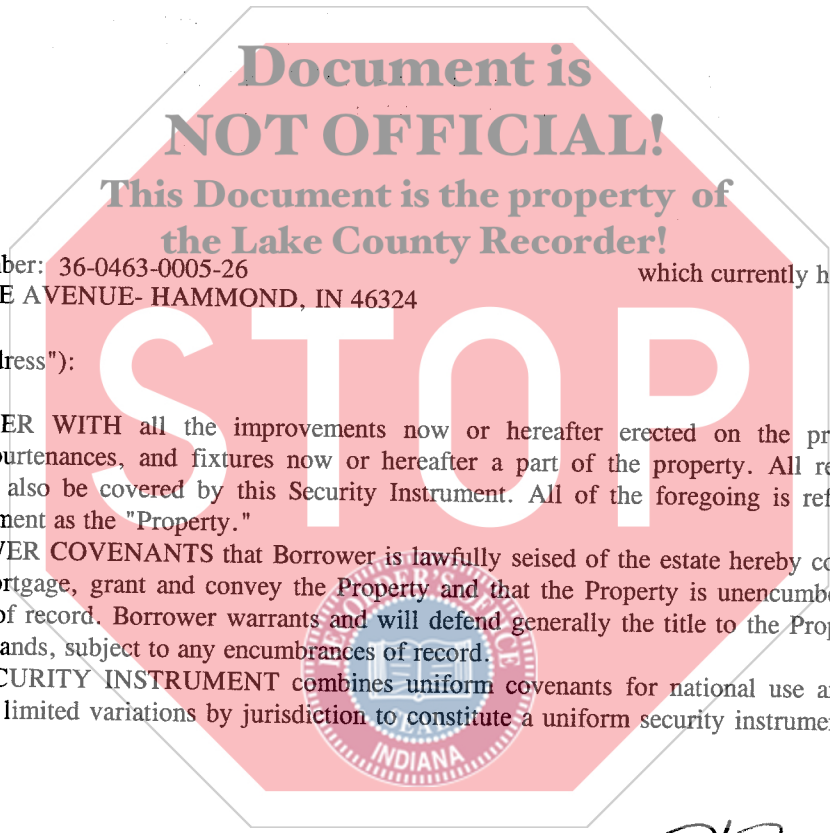 Document is
NOT OFFICIAL!
This Document is the property of
the Lake County Recorder!
ber: 36-0463-0005-26 which currently h
E AVENUE- HAMMOND, IN 46324
dress"):
STOP
ER WITH all the improvements now or hereafter erected on the pr
urtenances, and fixtures now or hereafter a part of the property. All re
also be covered by this Security Instrument. All of the foregoing is ref
ment as the "Property."
VER COVENANTS that Borrower is lawfully seised of the estate hereby co
ortgage, grant and convey the Property and that the Property is unencumbe
of record. Borrower warrants and will defend generally the title to the Prop
ands, subject to any encumbrances of record.
CURITY INSTRUMENT combines uniform covenants for national use a
limited variations by jurisdiction to constitute a uniform security instrume
RECORDER'S OFFICE
SEAL
INDIANA